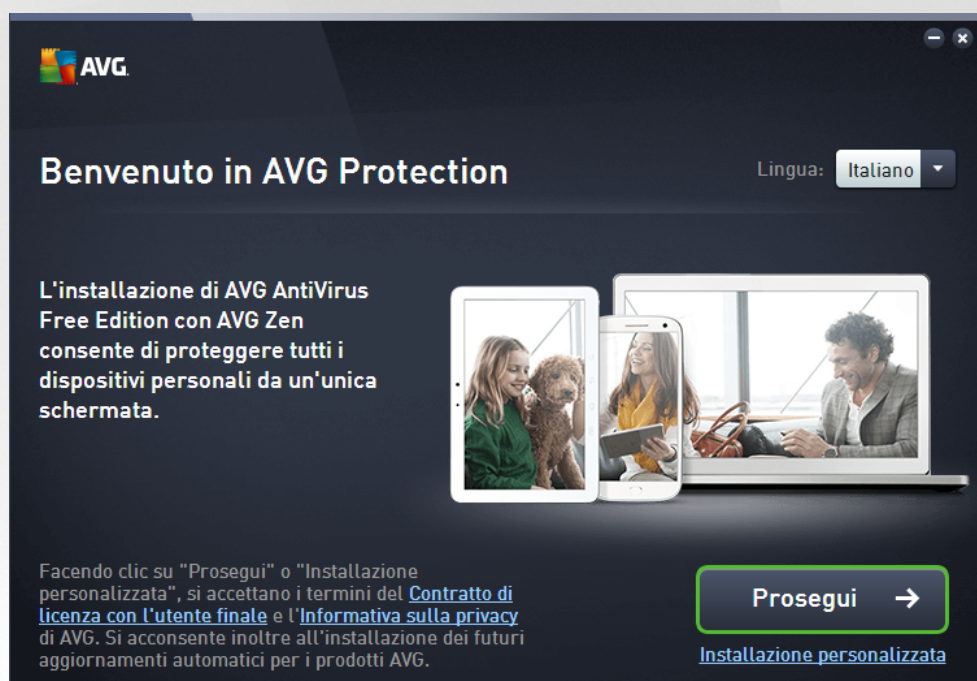 AVG.
Benvenuto in AVG Protection
Lingua: Italiano
L'installazione di AVG AntiVirus
Free Edition con AVG Zen
consente di proteggere tutti i
dispositivi personali da un'unica
schermata.
Facendo clic su "Prosegui" o "Installazione
personalizzata", si accettano i termini del Contratto di
licenza con l'utente finale e l'Informativa sulla privacy
di AVG. Si acconsente inoltre all'installazione dei futuri
aggiornamenti automatici per i prodotti AVG.
Prosegui
Installazione personalizzata